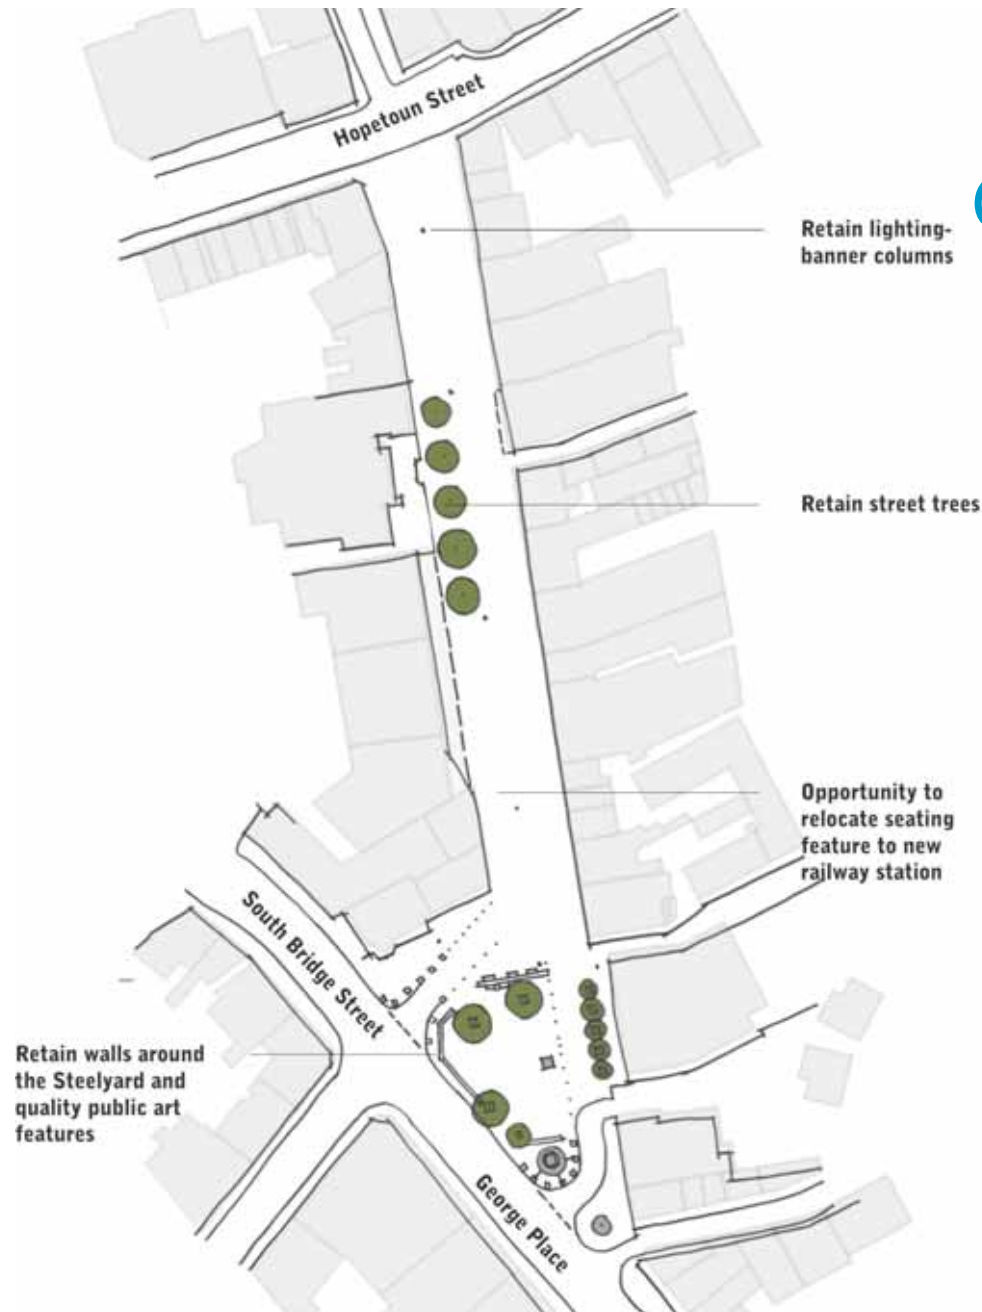 Hopetoun Street
Retain lighting-
banner columns
Retain street trees
Opportunity to
relocate seating
feature to new
railway station
South Bridge Street
Retain walls around
the Steelyard and
quality public art
features
George Place